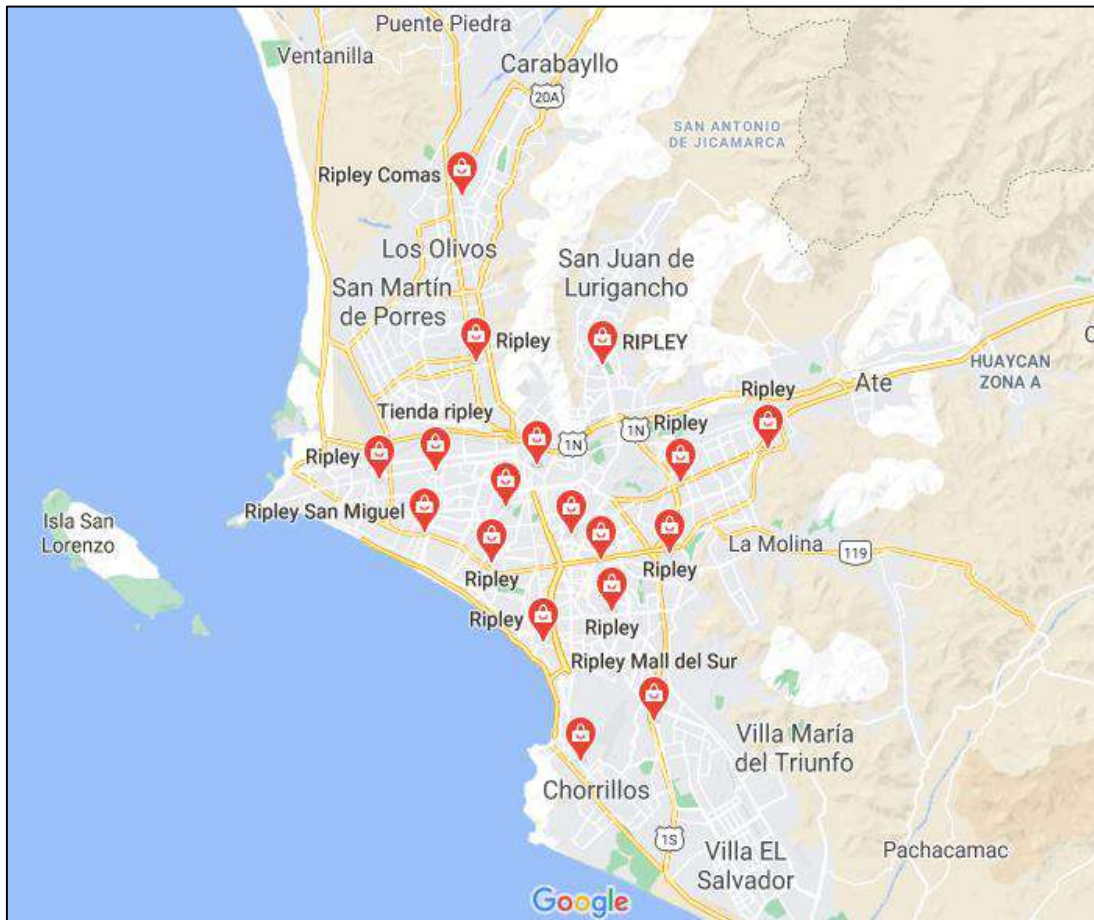 Puente Piedra
Ventanilla
Carabayllo
20A
SAN ANTONIO
DE JICAMARCA
Ripley Comas
Los Olivos
San Juan de
Lurigancho
San Martín
de Porres
Ripley
RIPLEY
HUAYCAN
ZONA A
Ate
Ripley
Tienda ripley
Ripley
1N
1N
Ripley
Ripley San Miguel
Isla San
Lorenzo
La Molina
119
Ripley
Ripley
Ripley
Ripley
Ripley Mall del Sur
Villa María
del Triunfo
Chorrillos
1S
Villa EL
Salvador
Pachacamac
Google